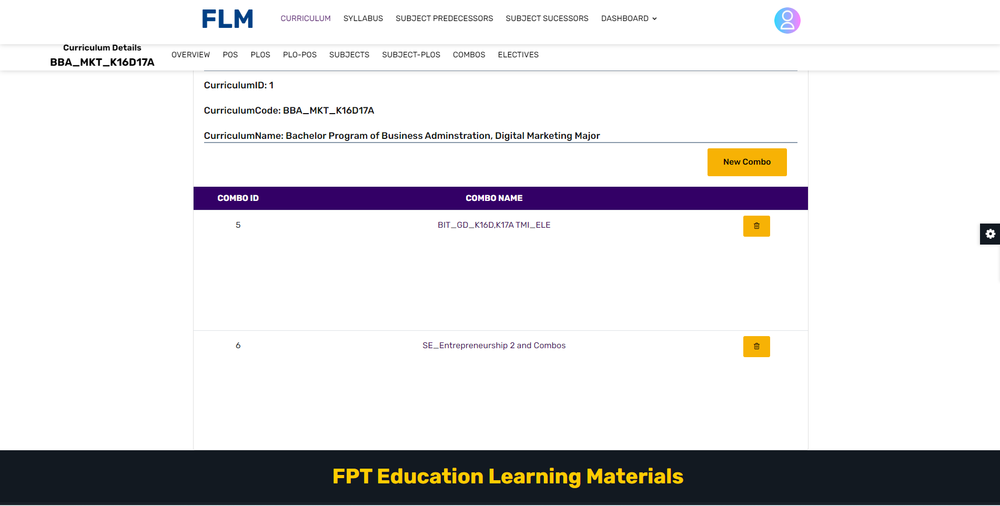 FLM
CURRICULUM SYLLABUS SUBJECT PREDECESSORS SUBJECT SUCESSORS DASHBOARD
Curriculum Details
BBA_MKT_K16D17A
OVERVIEW POS PLOS PLO-POS SUBJECTS SUBJECT-PLOS COMBOS ELECTIVES
CurriculumID: 1
CurriculumCode: BBA_MKT_K16D17A
CurriculumName: Bachelor Program of Business Adminstration, Digital Marketing Major
New Combo
COMBO ID COMBO NAME
5 BIT_GD_K16D,K17A TMI_ELE
6 SE_Entrepreneurship 2 and Combos
FPT Education Learning Materials